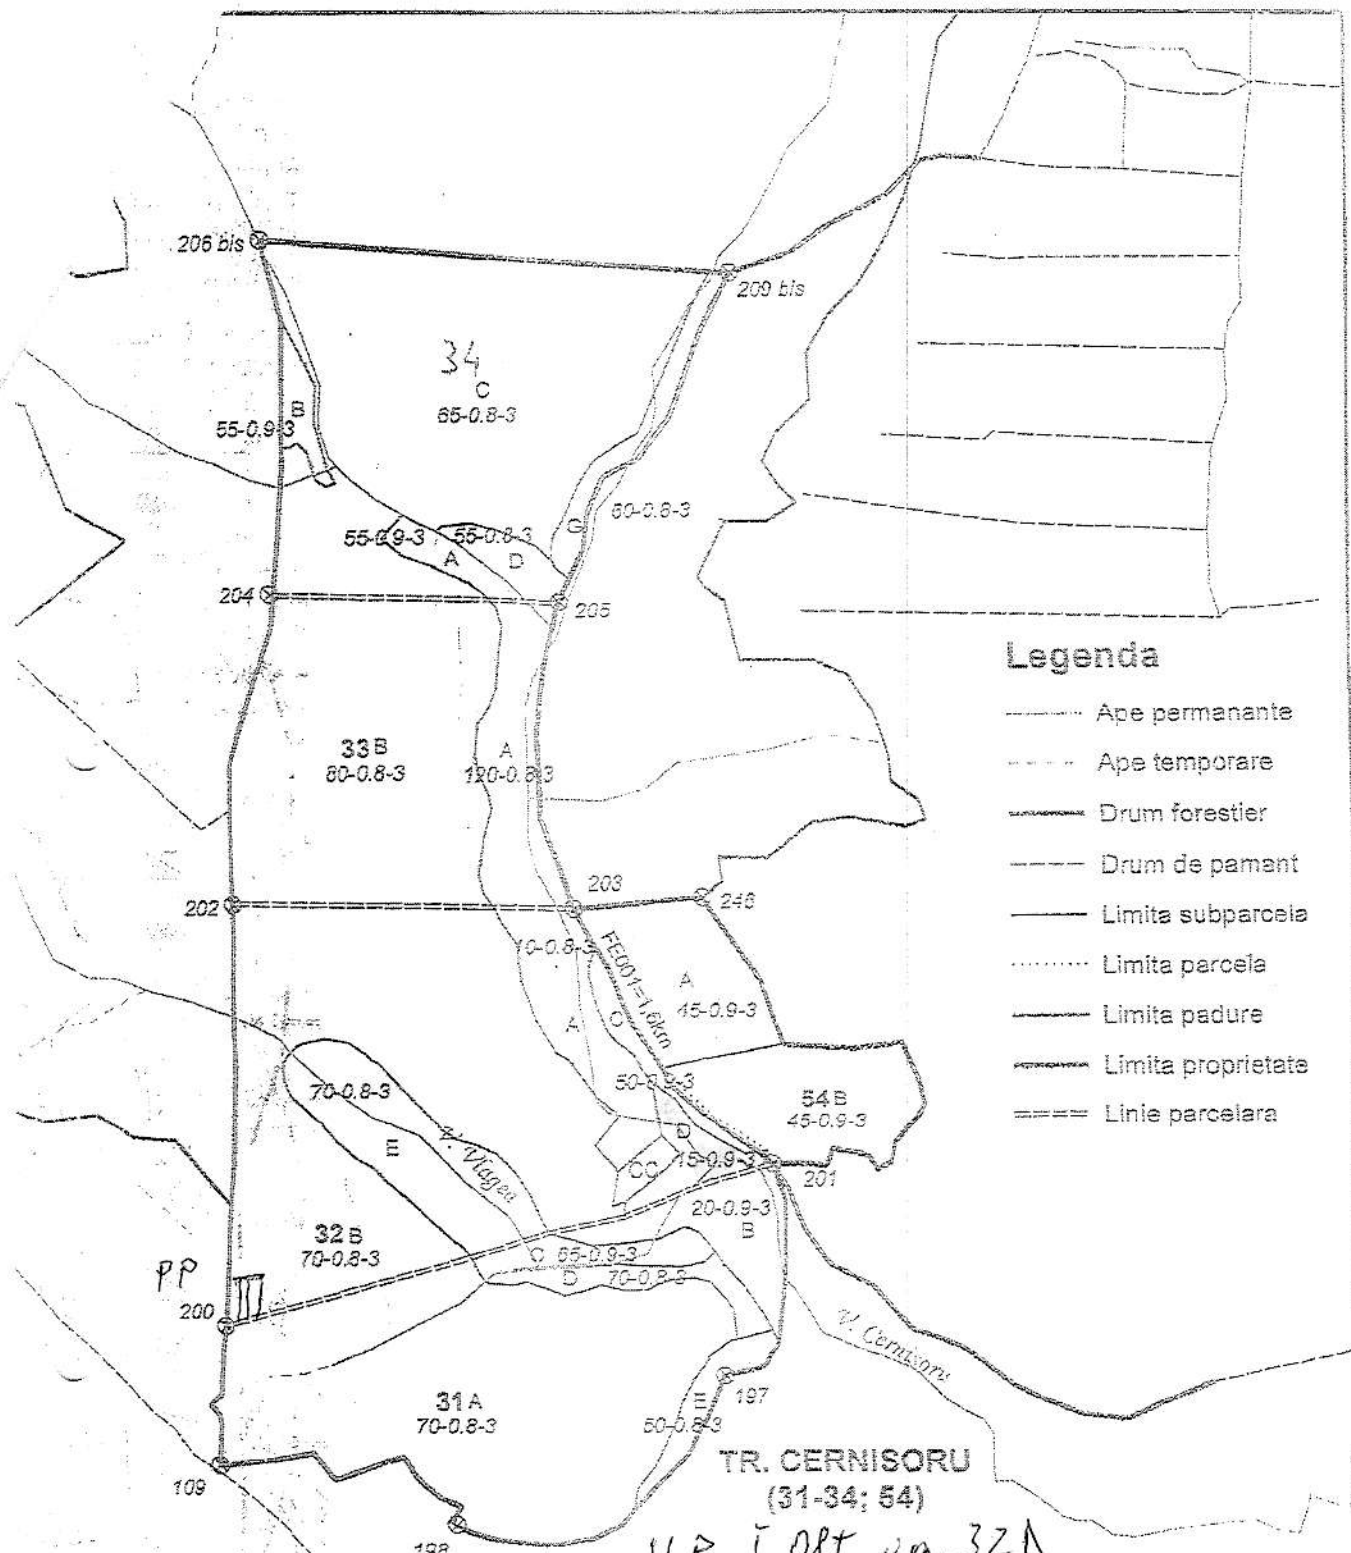 206 bis
209 bis
34
C
65-0.8-3
B
55-0.9-3
60-0.8-3
G
55-0.9-3
A
55-0.8-3
D
204
205
Legenda
Ape permanante
Ape temporare
Drum forestier
Drum de pamant
Limita subparcela
Limita parcela
Limita padure
Limita proprietate
Linie parcelara
33 B
80-0.8-3
A
120-0.8-3
202
203
246
10-0.8-3
FE001=1,6km
A
45-0.9-3
A
C
50-0.9-3
54 B
45-0.9-3
70-0.8-3
E
V. Viagea
D
15-0.9-3
CC
201
20-0.9-3
B
32 B
70-0.8-3
C 65-0.9-3
D 70-0.8-3
PP
200
V. Cernisoru
31 A
70-0.8-3
197
E
50-0.8-3
109
198
TR. CERNISORU
(31-34; 54)
32A